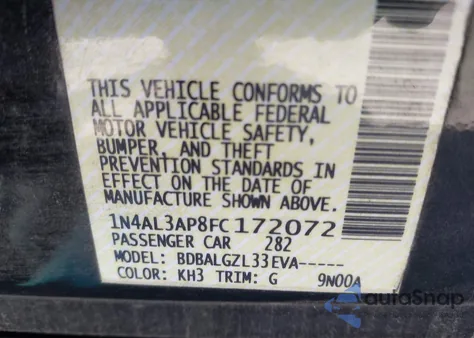 THIS VEHICLE CONFORMS TO
ALL APPLICABLE FEDERAL
MOTOR VEHICLE SAFETY,
BUMPER, AND THEFT
PREVENTION STANDARDS IN
EFFECT ON THE DATE OF
MANUFACTURE SHOWN ABOVE.
1N4AL3AP8FC172072
PASSENGER CAR 282
MODEL: BDBALGZL33EVA-----
COLOR: KH3 TRIM: G 9N00A
AutoSnap